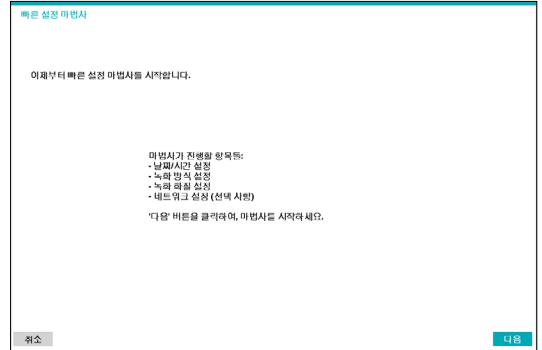 빠른 설정 마법사
이제부터 빠른 설정 마법사를 시작합니다.
마법사가 진행할 항목들:
- 날짜/시간 설정
- 녹화 방식 설정
- 녹화 화질 설정
- 네트워크 설정 (선택 사항)
'다음' 버튼을 클릭하여, 마법사를 시작하세요.
취소
다음